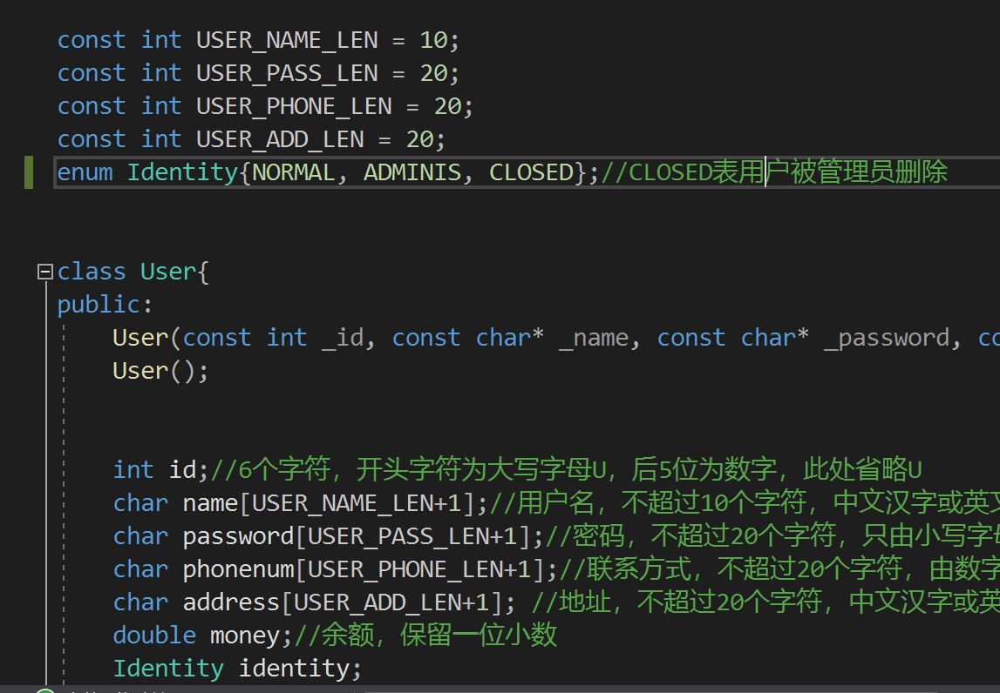 const int USER_NAME_LEN = 10;
const int USER_PASS_LEN = 20;
const int USER_PHONE_LEN = 20;
const int USER_ADD_LEN = 20;
enum Identity{NORMAL, ADMINIS, CLOSED};//CLOSED表用户被管理员删除
class User{
public:
User(const int _id, const char* _name, const char* _password, co
User();
int id;//6个字符，开头字符为大写字母U，后5位为数字，此处省略U
char name[USER_NAME_LEN+1];//用户名，不超过10个字符，中文汉字或英文
char password[USER_PASS_LEN+1];//密码，不超过20个字符，只由小写字母
char phonenum[USER_PHONE_LEN+1];//联系方式，不超过20个字符，由数字
char address[USER_ADD_LEN+1]; //地址，不超过20个字符，中文汉字或英
double money;//余额，保留一位小数
Identity identity;